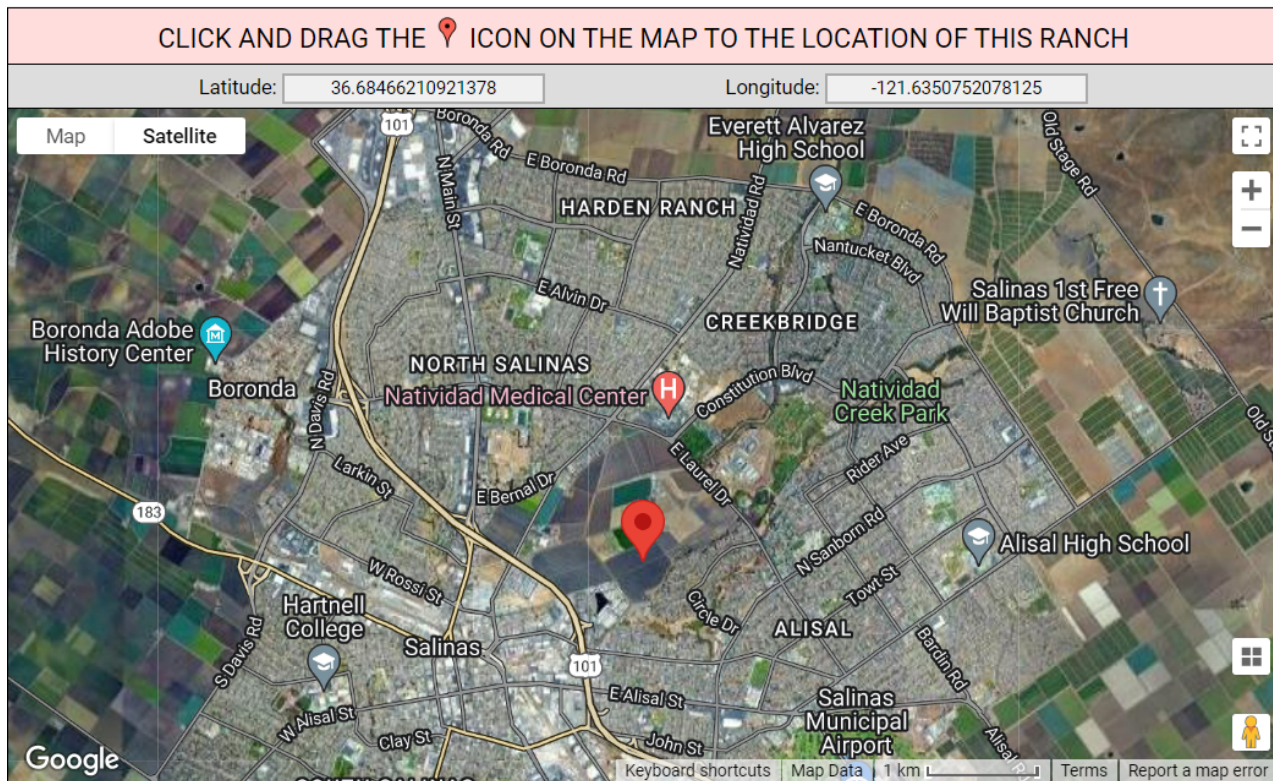 CLICK AND DRAG THE ICON ON THE MAP TO THE LOCATION OF THIS RANCH
Latitude: 36.68466210921378 Longitude: -121.6350752078125
Map Satellite
101
Boronda Rd
N Main St
E Boronda Rd
Everett Alvarez
High School
Old Stage Rd
HARDEN RANCH
Natividad Rd
E Boronda Rd
Nantucket Blvd
E Alvin Dr
Salinas 1st Free
Will Baptist Church
Boronda Adobe
History Center
CREEKBRIDGE
NORTH SALINAS
Boronda
Natividad Medical Center
H
Constitution Blvd
Natividad
Creek Park
N Davis Rd
Old St
Larkin St
E Laurel Dr
Rider Ave
E Bernal Dr
183
N Sanborn Rd
Alisal High School
W Rossi St
Towt St
Hartnell
College
Circle Dr
ALISAL
S Davis Rd
Salinas
101
Bardin Rd
E Alisal St
Salinas
Municipal
Airport
W Alisal St
Clay St
John St
Alisal Rd
SOUTH SALINAS
Google
Keyboard shortcuts Map Data 1 km Terms Report a map error